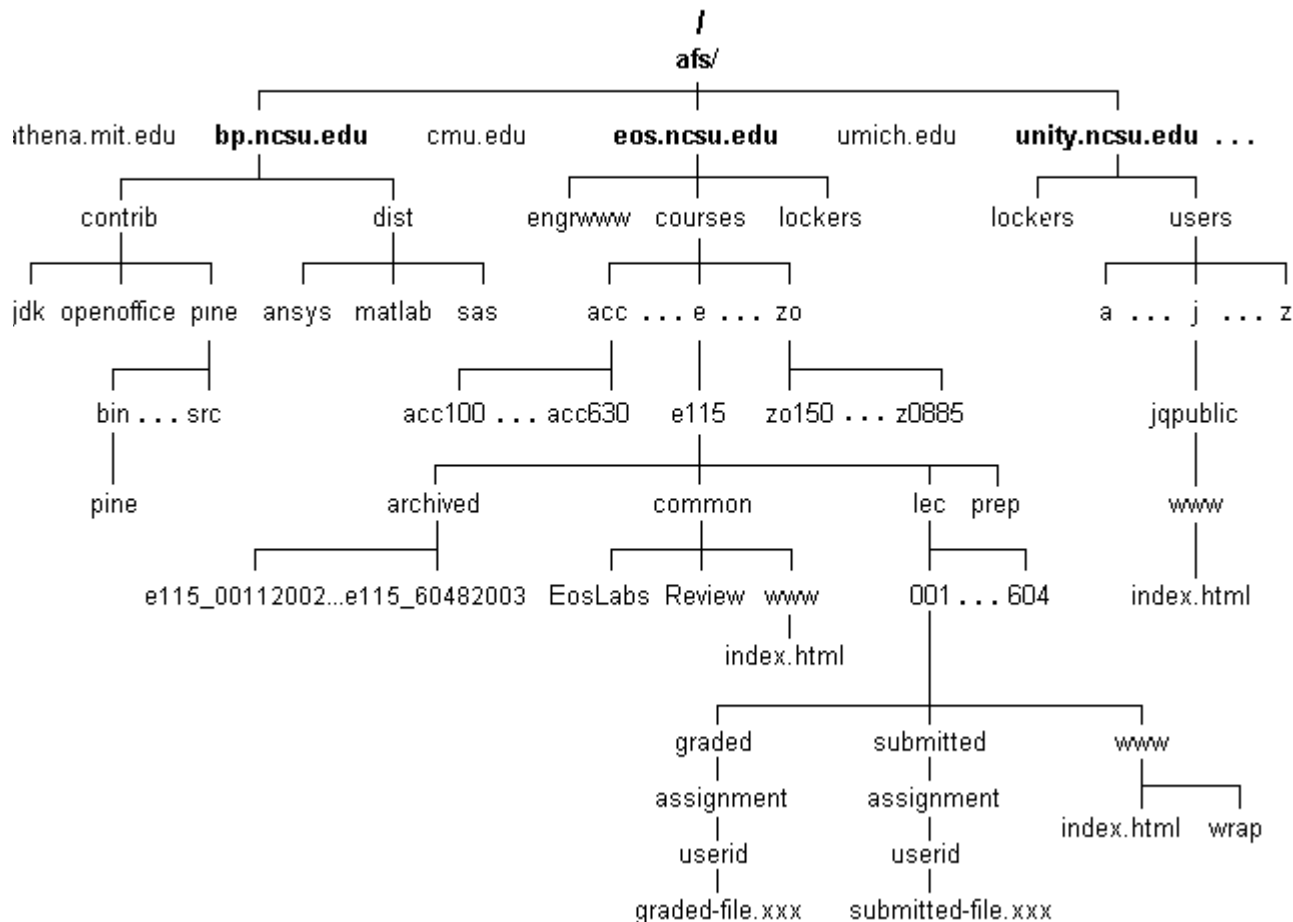 /
afs/
athena.mit.edu bp.ncsu.edu cmu.edu eos.ncsu.edu umich.edu unity.ncsu.edu ...
contrib dist engrwww courses lockers lockers users
jdk openoffice pine ansys matlab sas acc ... e ... zo a ... j ... z
bin ... src acc100 ... acc630 e115 zo150 ... z0885 jqpublic
pine archived common lec prep www
e115_00112002...e115_60482003 EosLabs Review www 001 ... 604 index.html
index.html
graded submitted www
assignment assignment
index.html wrap
userid userid
graded-file.xxx submitted-file.xxx